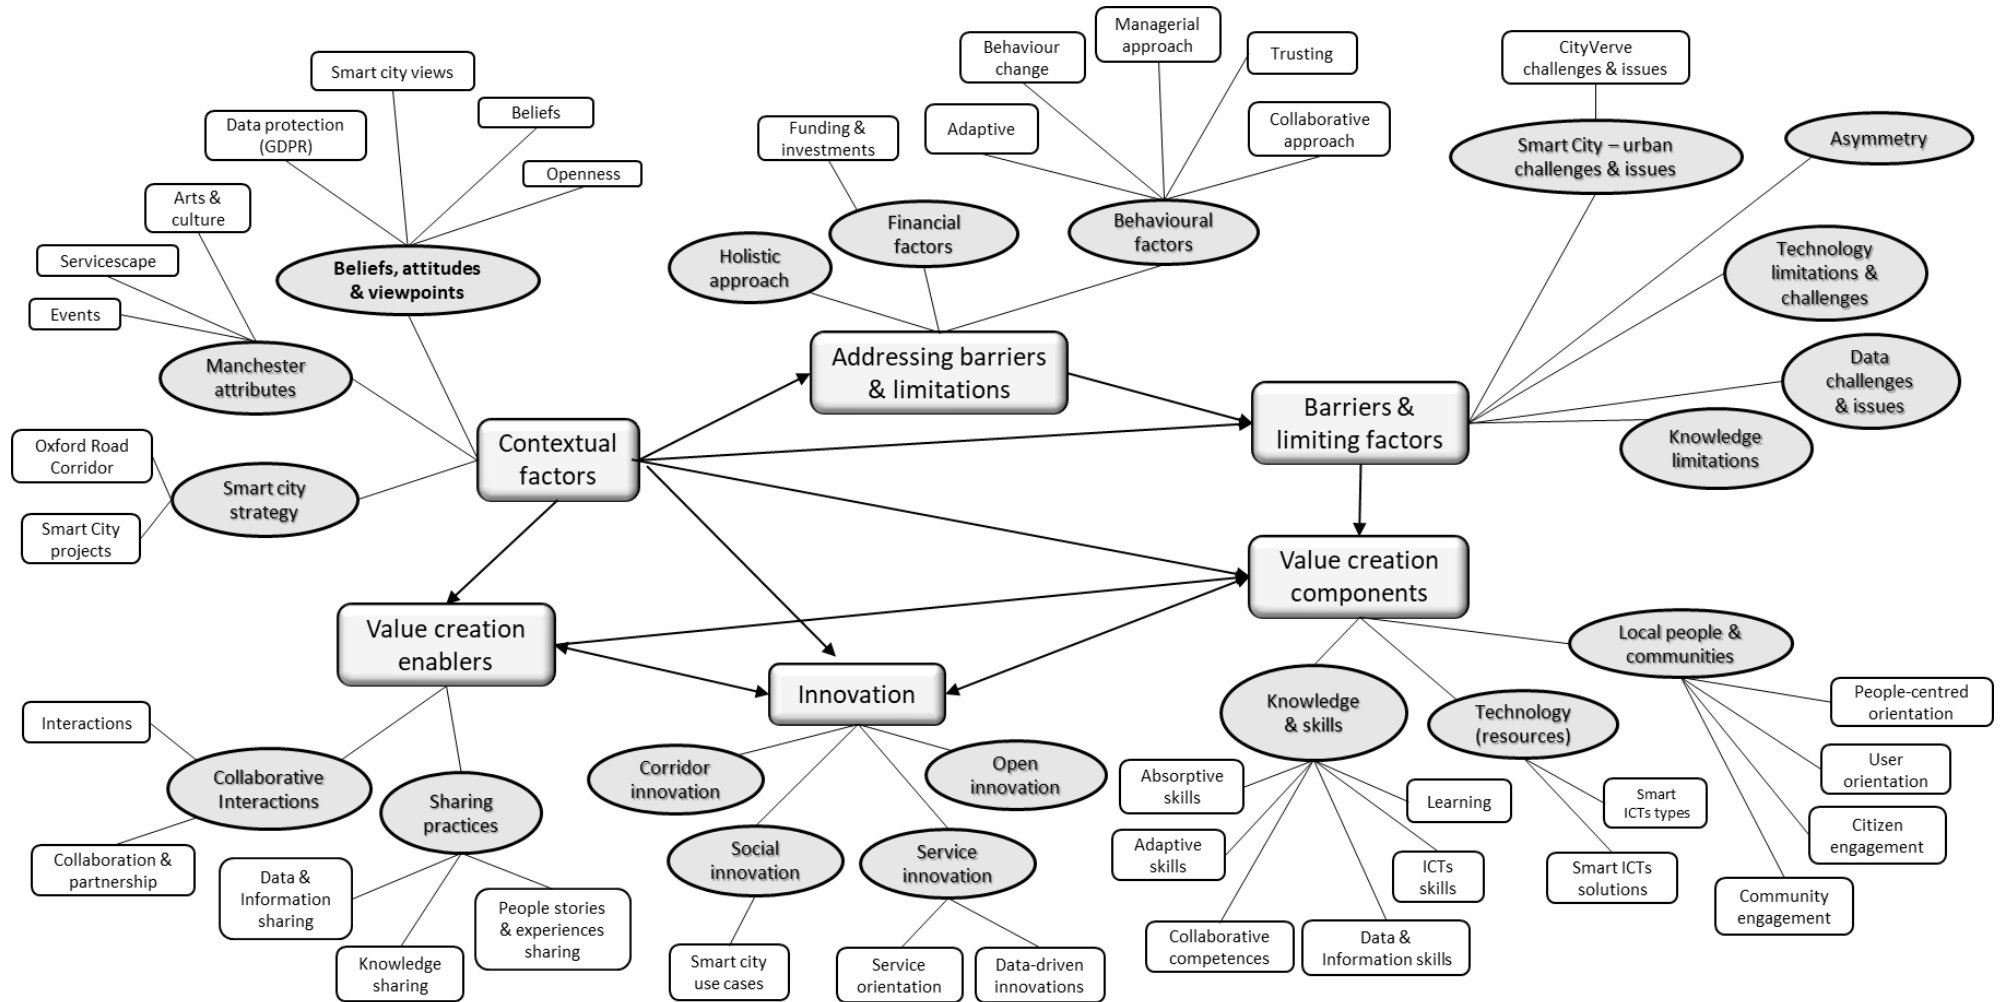 Managerial
approach
Behaviour
change
Trusting
CityVerve
challenges & issues
Smart city views
Beliefs
Data protection
(GDPR)
Funding &
investments
Adaptive
Collaborative
approach
Smart City – urban
challenges & issues
Asymmetry
Openness
Arts &
culture
Servicescape
Events
Beliefs, attitudes
& viewpoints
Holistic
approach
Financial
factors
Behavioural
factors
Technology
limitations &
challenges
Manchester
attributes
Addressing barriers
& limitations
Data
challenges
& issues
Barriers &
limiting factors
Knowledge
limitations
Oxford Road
Corridor
Contextual
factors
Smart city
strategy
Smart City
projects
Value creation
components
Value creation
enablers
Innovation
Local people &
communities
Interactions
Collaborative
Interactions
Sharing
practices
Corridor
innovation
Open
innovation
Knowledge
& skills
Technology
(resources)
People-centred
orientation
User
orientation
Absorptive
skills
Learning
Smart
ICTs types
Citizen
engagement
Collaboration &
partnership
Data &
Information
sharing
People stories
& experiences
sharing
Knowledge
sharing
Social
innovation
Service
innovation
Adaptive
skills
ICTs
skills
Smart ICTs
solutions
Community
engagement
Smart city
use cases
Service
orientation
Data-driven
innovations
Collaborative
competences
Data &
Information skills